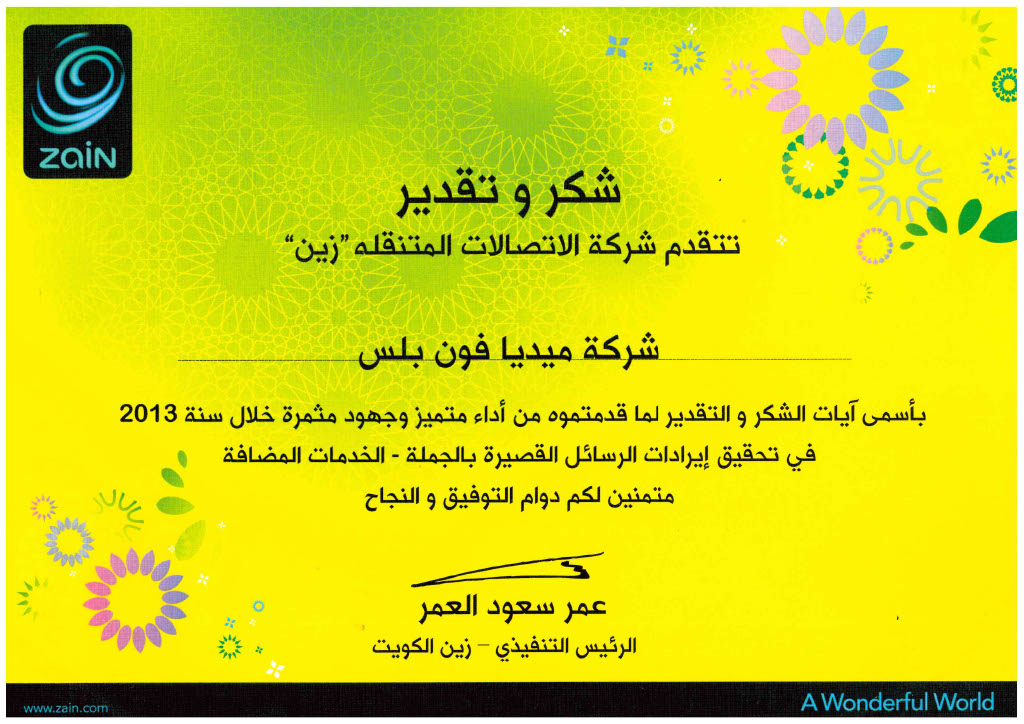 zain
شكر و تقدير
تتقدم شركة الاتصالات المتنقله ”زين“
شركة ميديا فون بلس
بأسمى آيات الشكر و التقدير لما قدمتموه من أداء متميز وجهود مثمرة خلال سنة 2013
في تحقيق إيرادات الرسائل القصيرة بالجملة - الخدمات المضافة
متمنين لكم دوام التوفيق و النجاح
عمر سعود العمر
الرئيس التنفيذي – زين الكويت
www.zain.com
A Wonderful World